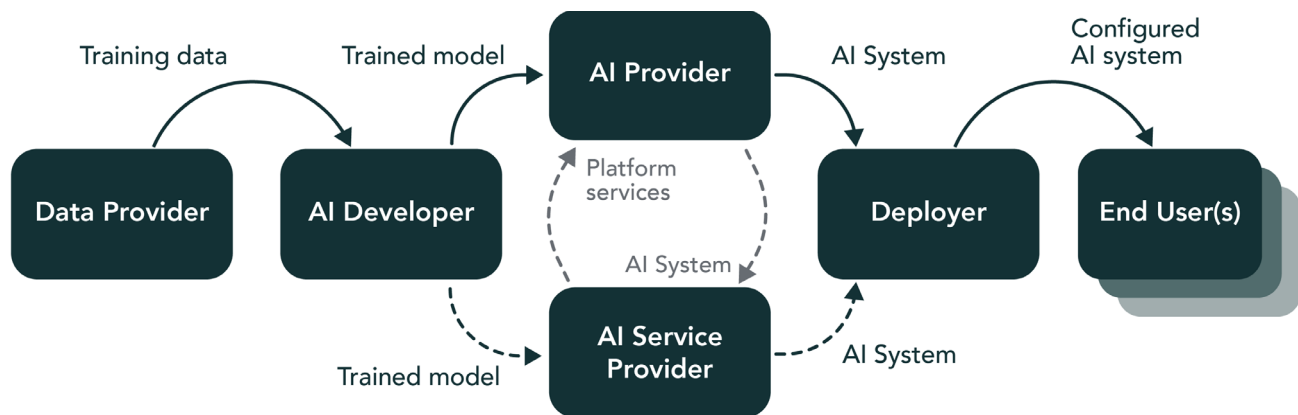 Training data
Trained model
AI Provider
AI System
Configured
AI system
Data Provider
AI Developer
Platform
services
Deployer
End User(s)
AI System
Trained model
AI Service
Provider
AI System